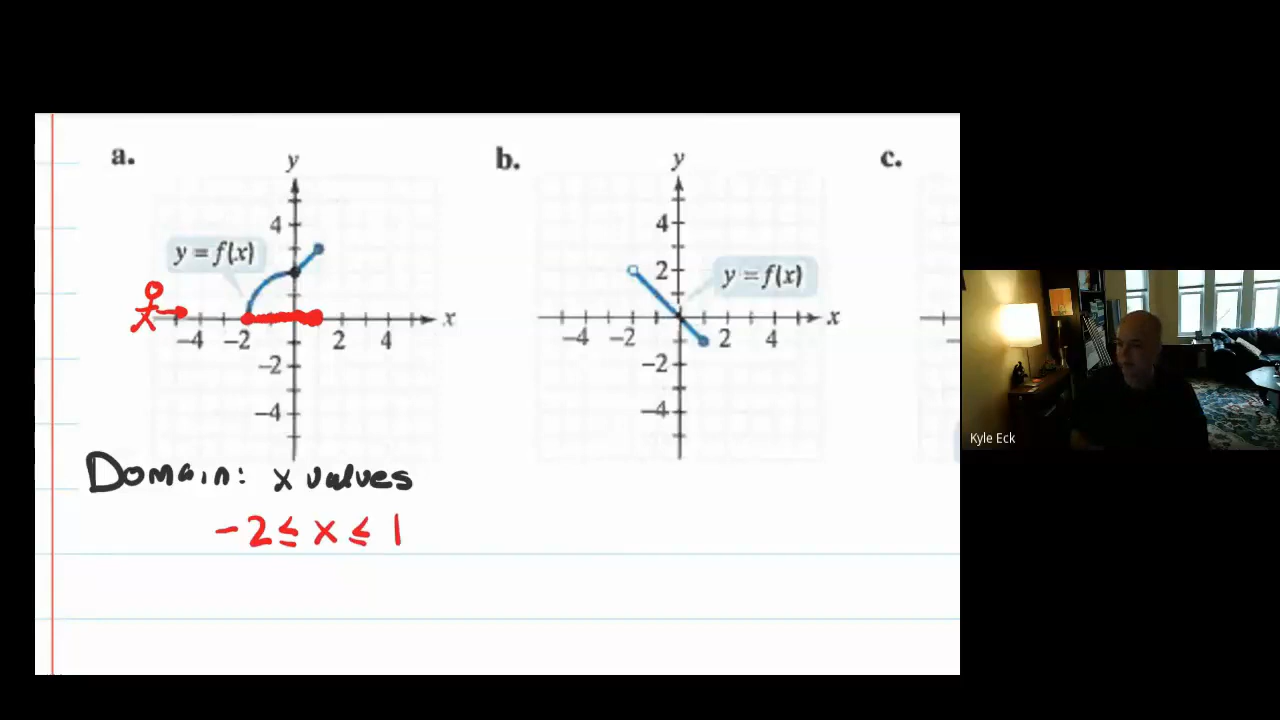 a. b. c.
y y
4 4
y = f(x) 2 y = f(x)
x x
-4 -2 2 4 -4 -2 2 4
-2 -2
-4 -4
Domain: x values
-2 ≤ x ≤ 1
Kyle Eck